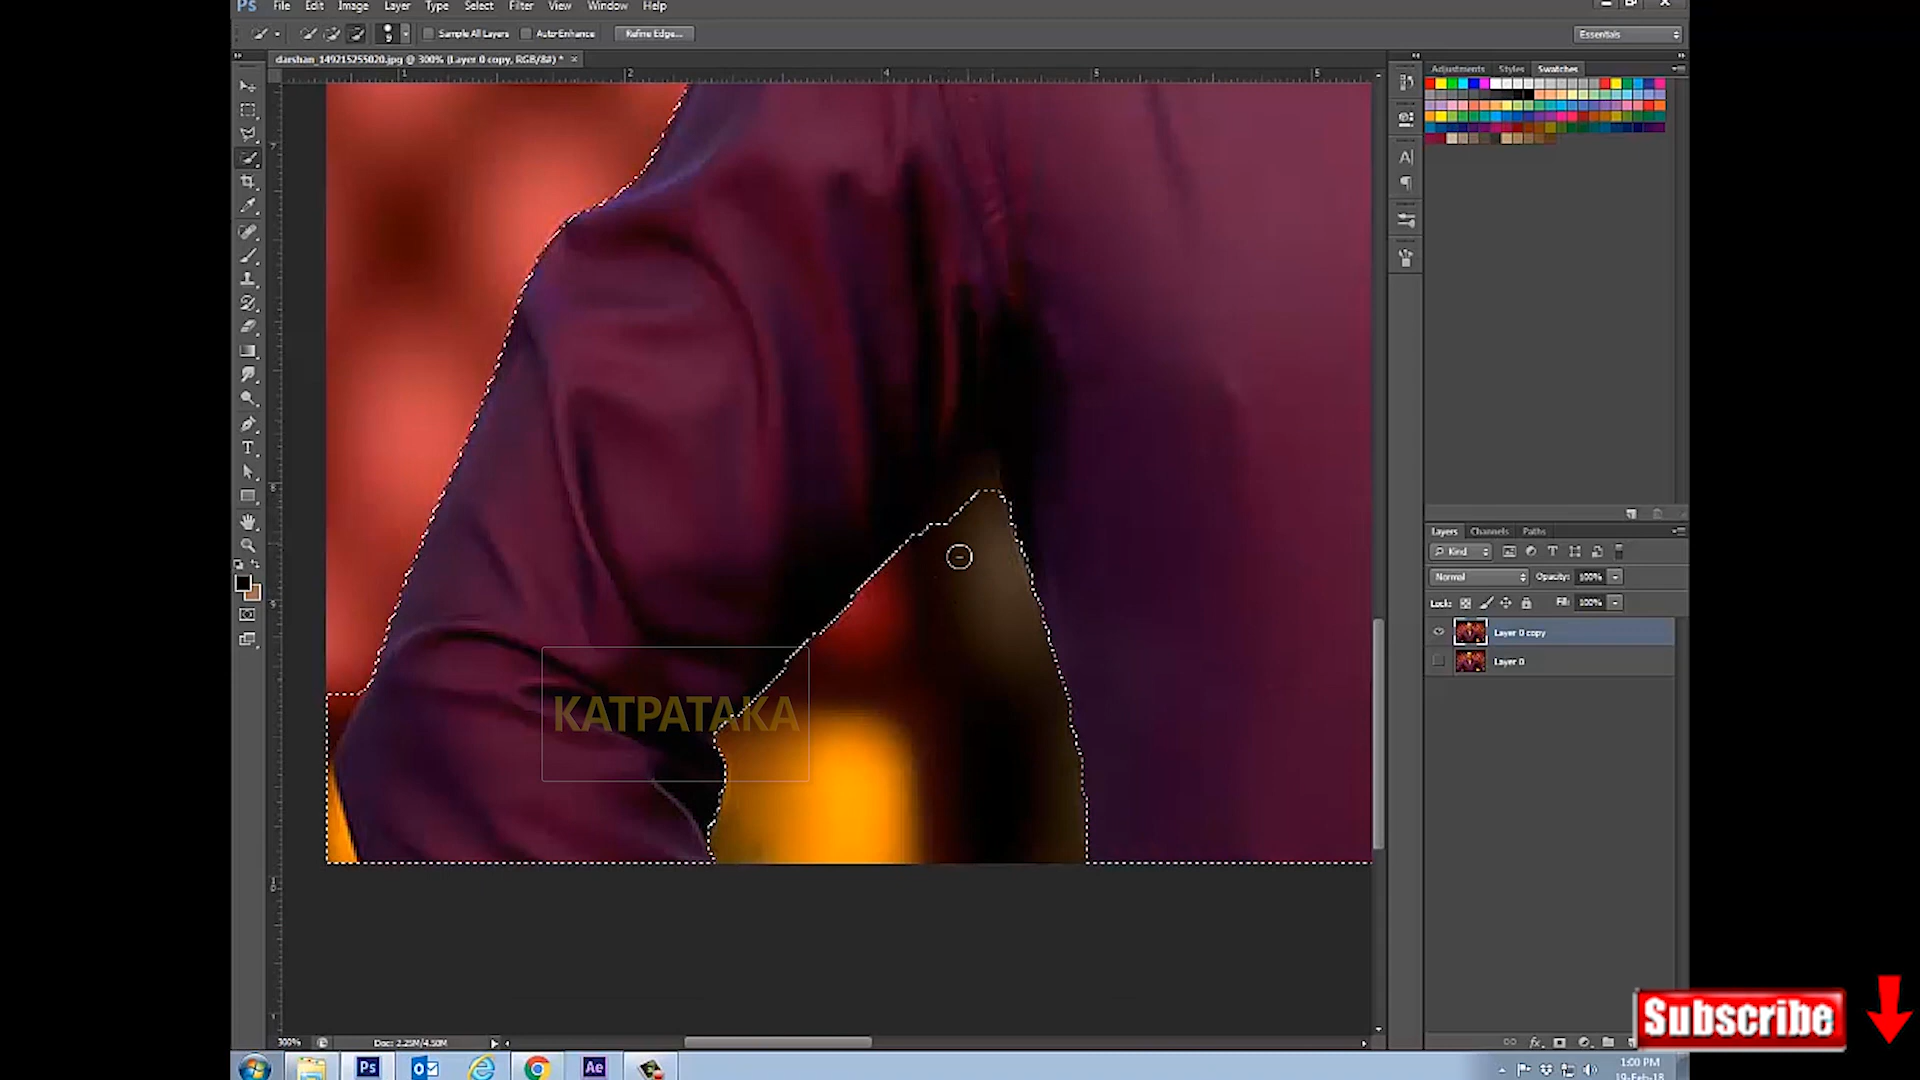 PS File Edit Image Layer Type Select Filter View Window Help
9 Sample All Layers Auto-Enhance Refine Edge... Essentials
darshan_149215255020.jpg @ 300% (Layer 0 copy, RGB/8#) *
Adjustments Styles Swatches
KATPATAKA
Layers Channels Paths
Kind
Normal Opacity: 100%
Lock: Fill: 100%
Layer 0 copy
Layer 0
300% Doc: 2.25M/4.50M
Subscribe
Ps Ae
1:00 PM
19-Feb-18